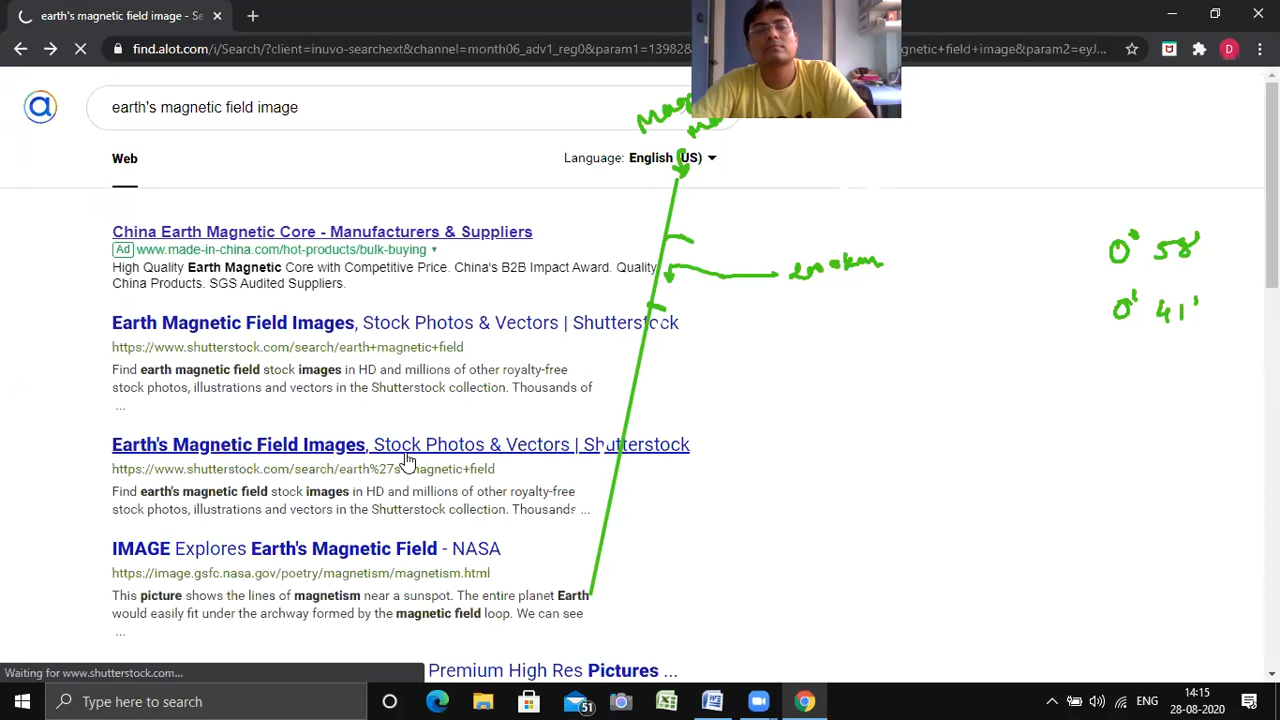 earth's magnetic field image - Se
find.alot.com/i/Search/?client=inuvo-searchext&channel=month06_adv1_reg0&param1=13982
agnetic+field+image&param2=eyJ...
D
earth's magnetic field image
Web
Language: English (US)
China Earth Magnetic Core - Manufacturers & Suppliers
Ad www.made-in-china.com/hot-products/bulk-buying
High Quality Earth Magnetic Core with Competitive Price. China's B2B Impact Award. Quality
China Products. SGS Audited Suppliers.
0° 58'
Earth Magnetic Field Images, Stock Photos & Vectors | Shutterstock
0° 41'
https://www.shutterstock.com/search/earth+magnetic+field
Find earth magnetic field stock images in HD and millions of other royalty-free
stock photos, illustrations and vectors in the Shutterstock collection. Thousands of
...
Earth's Magnetic Field Images, Stock Photos & Vectors | Shutterstock
https://www.shutterstock.com/search/earth%27s+magnetic+field
Find earth's magnetic field stock images in HD and millions of other royalty-free
stock photos, illustrations and vectors in the Shutterstock collection. Thousands ...
IMAGE Explores Earth's Magnetic Field - NASA
https://image.gsfc.nasa.gov/poetry/magnetism/magnetism.html
This picture shows the lines of magnetism near a sunspot. The entire planet Earth
would easily fit under the archway formed by the magnetic field loop. We can see
...
Premium High Res Pictures ...
Waiting for www.shutterstock.com...
Type here to search
51
ENG
14:15
28-08-2020